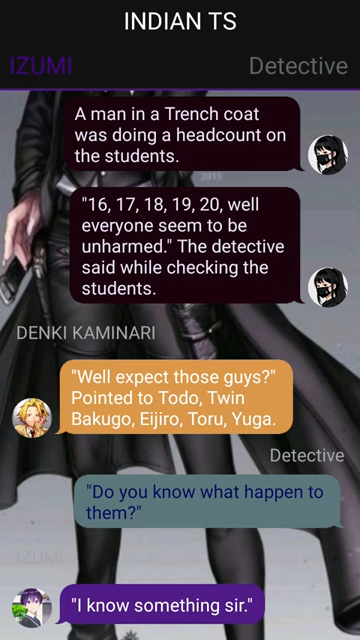 INDIAN TS
IZUMI
Detective
A man in a Trench coat
was doing a headcount on
the students.
2015
"16, 17, 18, 19, 20, well
everyone seem to be
unharmed." The detective
said while checking the
students.
DENKI KAMINARI
"Well expect those guys?"
Pointed to Todo, Twin
Bakugo, Eijiro, Toru, Yuga.
Detective
"Do you know what happen to
them?"
IZUMI
"I know something sir."